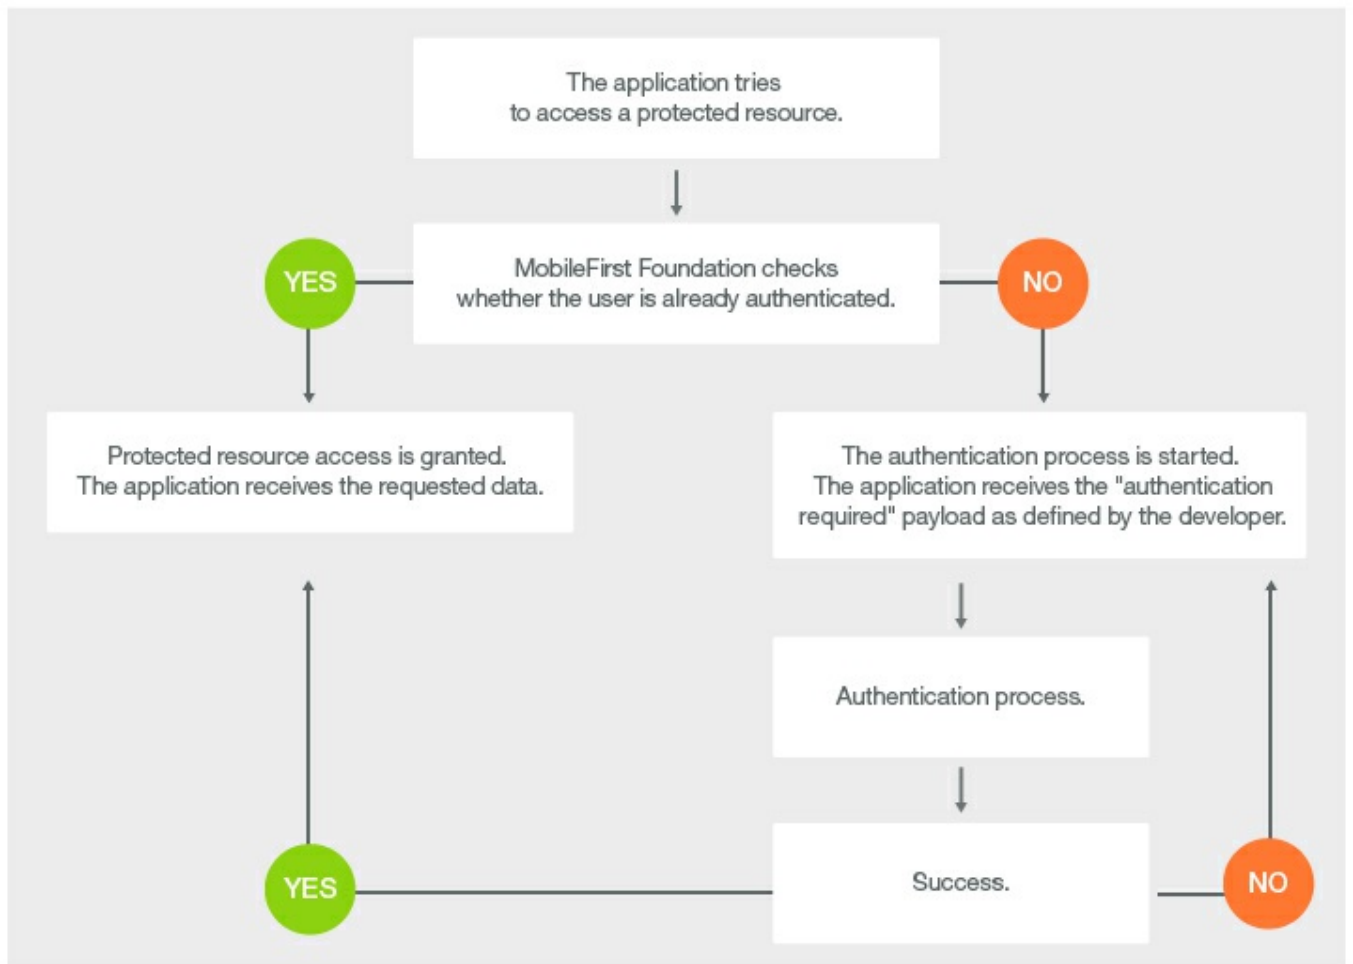 The application tries
to access a protected resource.
YES
MobileFirst Foundation checks
whether the user is already authenticated.
NO
Protected resource access is granted.
The application receives the requested data.
The authentication process is started.
The application receives the "authentication
required" payload as defined by the developer.
Authentication process.
YES
Success.
NO